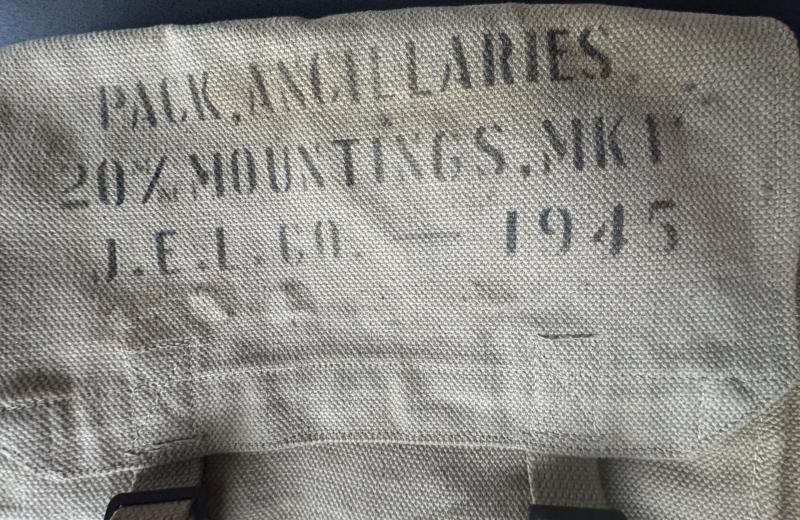 PACK, ANCILLARIES.
20% MOUNTINGS, MK I
J.E.L.CO. — 1945